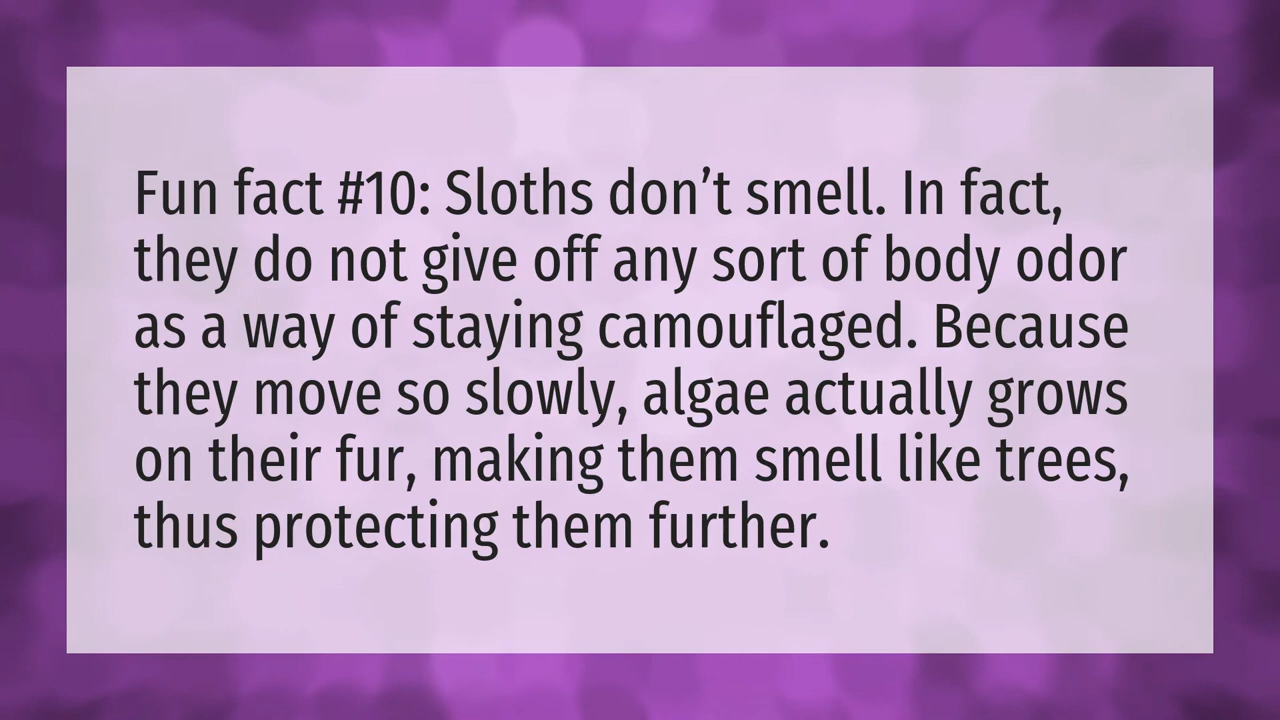 Fun fact #10: Sloths don’t smell. In fact,
they do not give off any sort of body odor
as a way of staying camouflaged. Because
they move so slowly, algae actually grows
on their fur, making them smell like trees,
thus protecting them further.